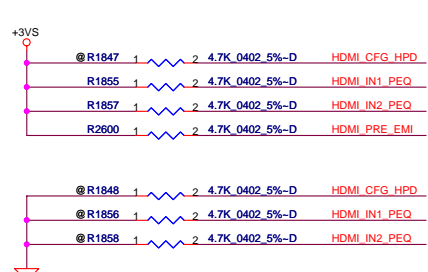 +3VS
@R1847 1 2 4.7K_0402_5%~D HDMI_CFG_HPD
R1855 1 2 4.7K_0402_5%~D HDMI_IN1_PEQ
R1857 1 2 4.7K_0402_5%~D HDMI_IN2_PEQ
R2600 1 2 4.7K_0402_5%~D HDMI_PRE_EMI
@R1848 1 2 4.7K_0402_5%~D HDMI_CFG_HPD
@R1856 1 2 4.7K_0402_5%~D HDMI_IN1_PEQ
@R1858 1 2 4.7K_0402_5%~D HDMI_IN2_PEQ